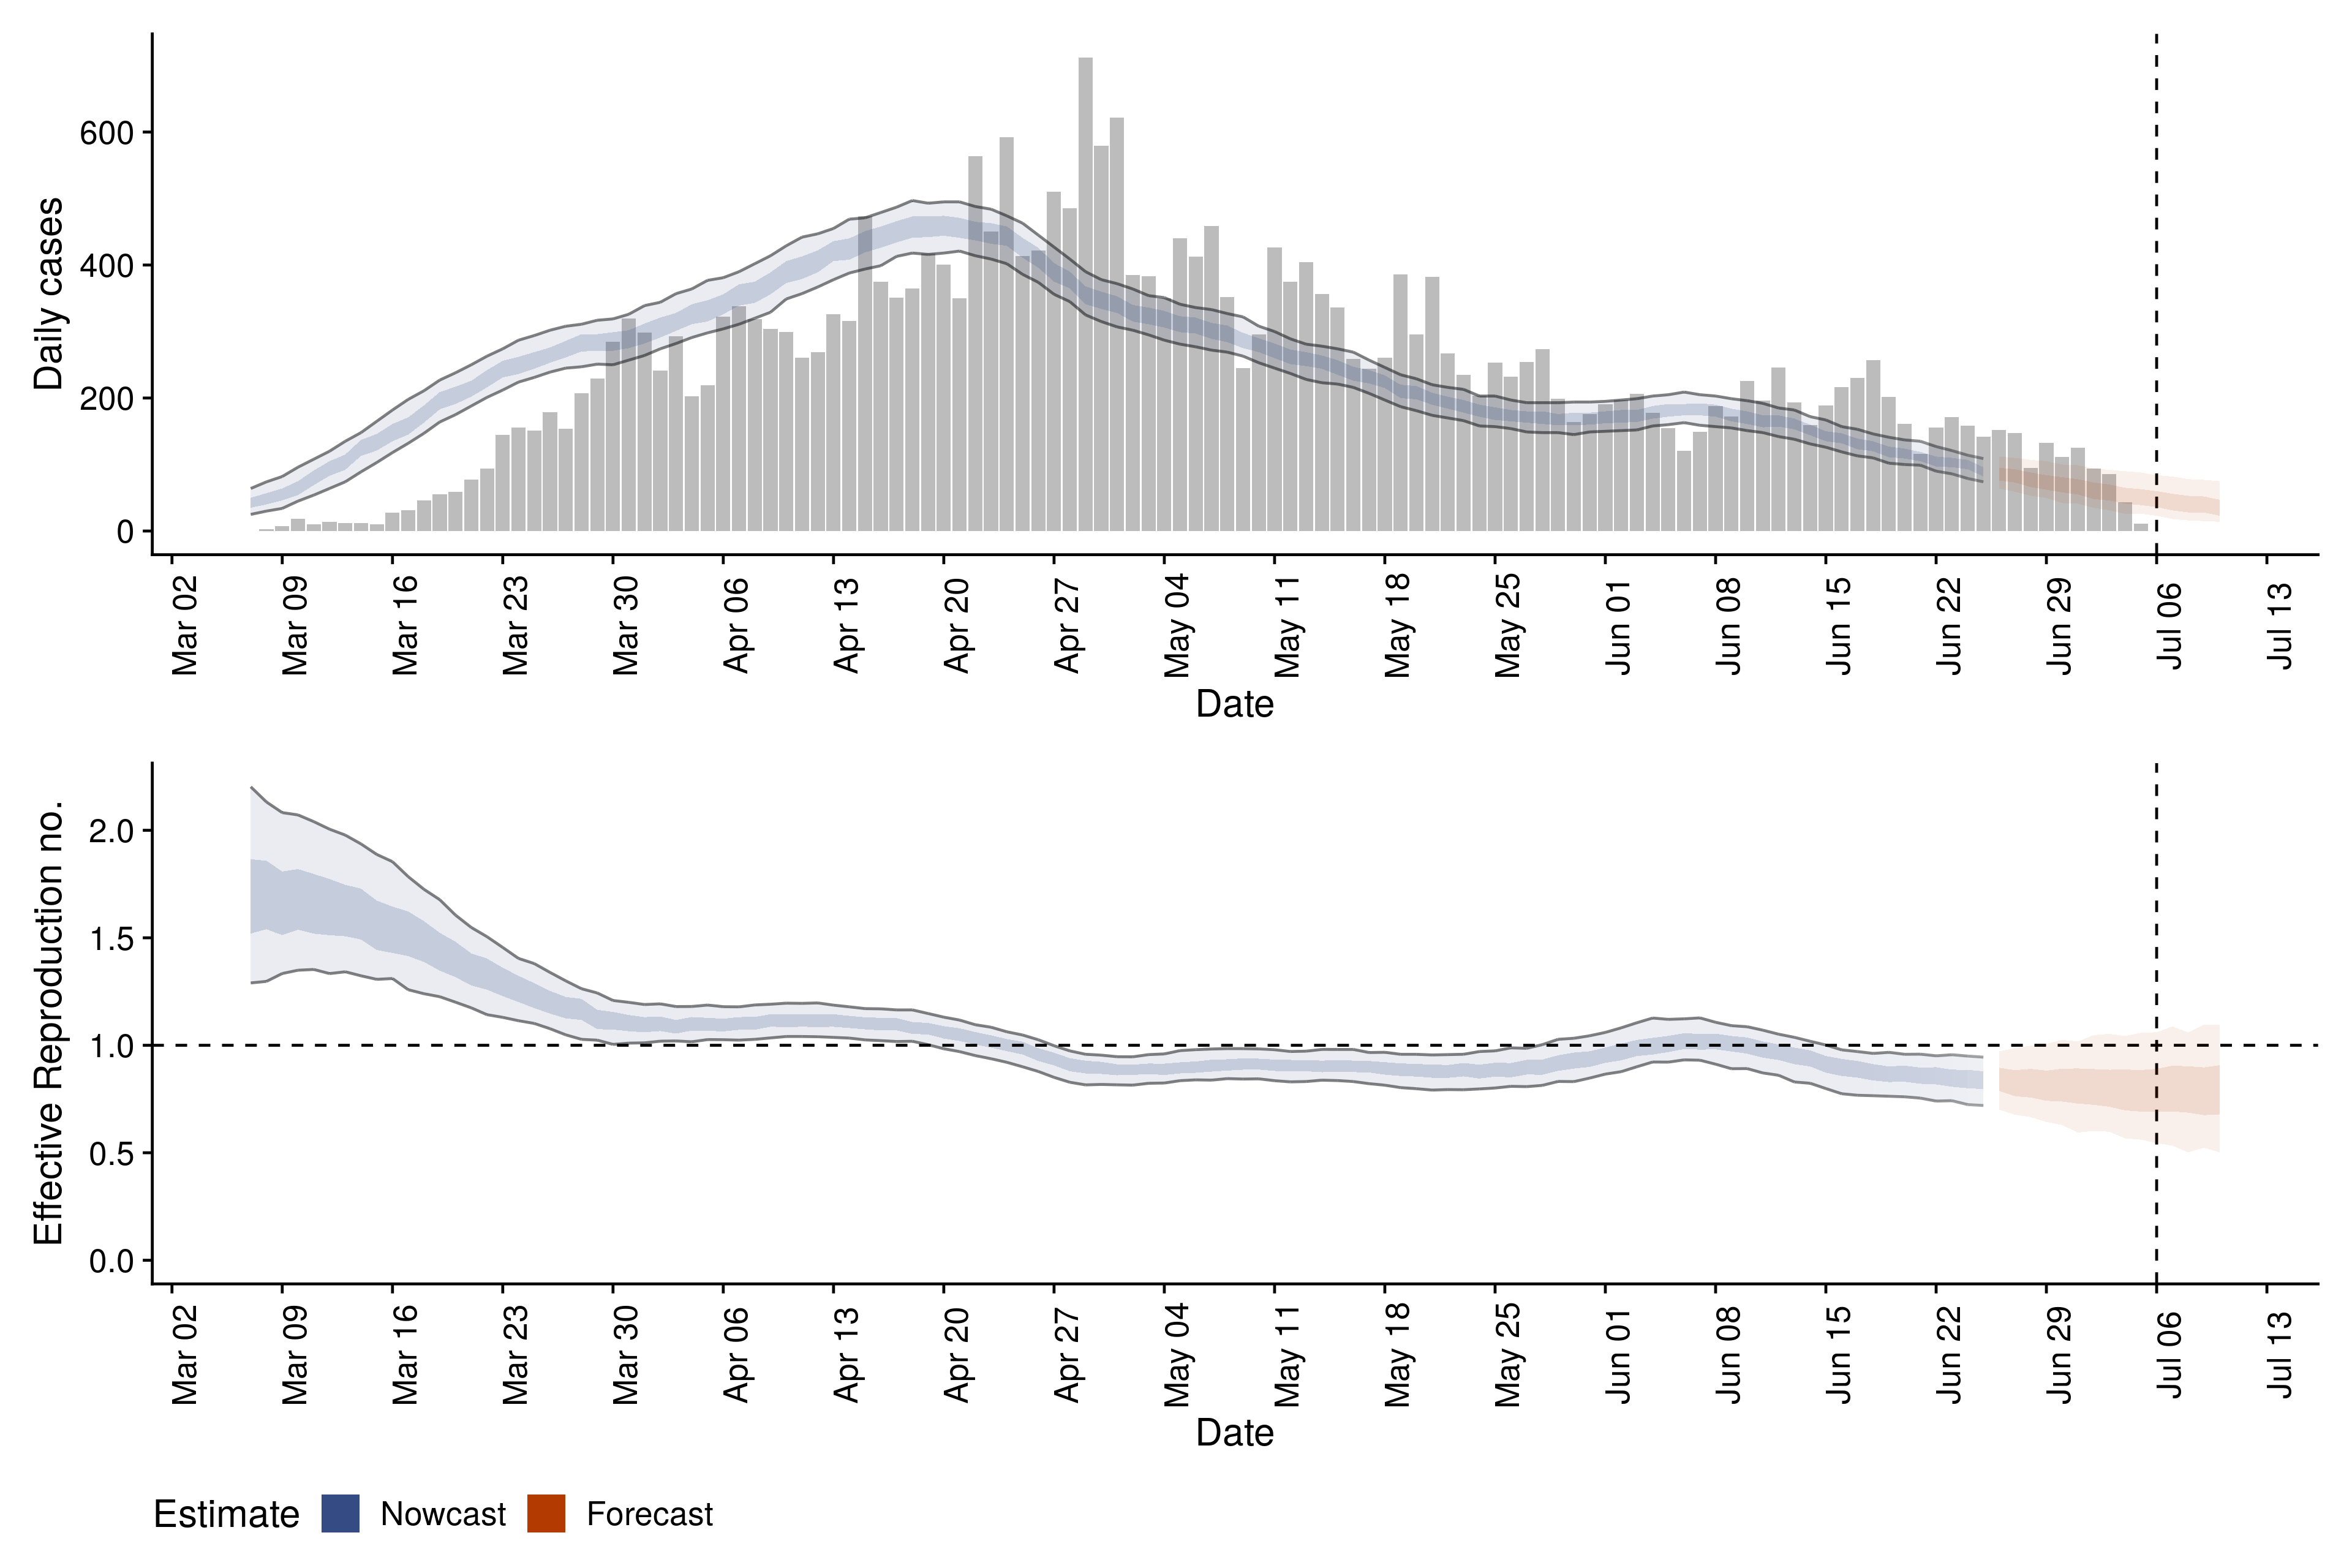 Daily cases
600
400
200
0
Mar 02 Mar 09 Mar 16 Mar 23 Mar 30 Apr 06 Apr 13 Apr 20 Apr 27 May 04 May 11 May 18 May 25 Jun 01 Jun 08 Jun 15 Jun 22 Jun 29 Jul 06 Jul 13
Date
Effective Reproduction no.
2.0
1.5
1.0
0.5
0.0
Mar 02 Mar 09 Mar 16 Mar 23 Mar 30 Apr 06 Apr 13 Apr 20 Apr 27 May 04 May 11 May 18 May 25 Jun 01 Jun 08 Jun 15 Jun 22 Jun 29 Jul 06 Jul 13
Date
Estimate Nowcast Forecast